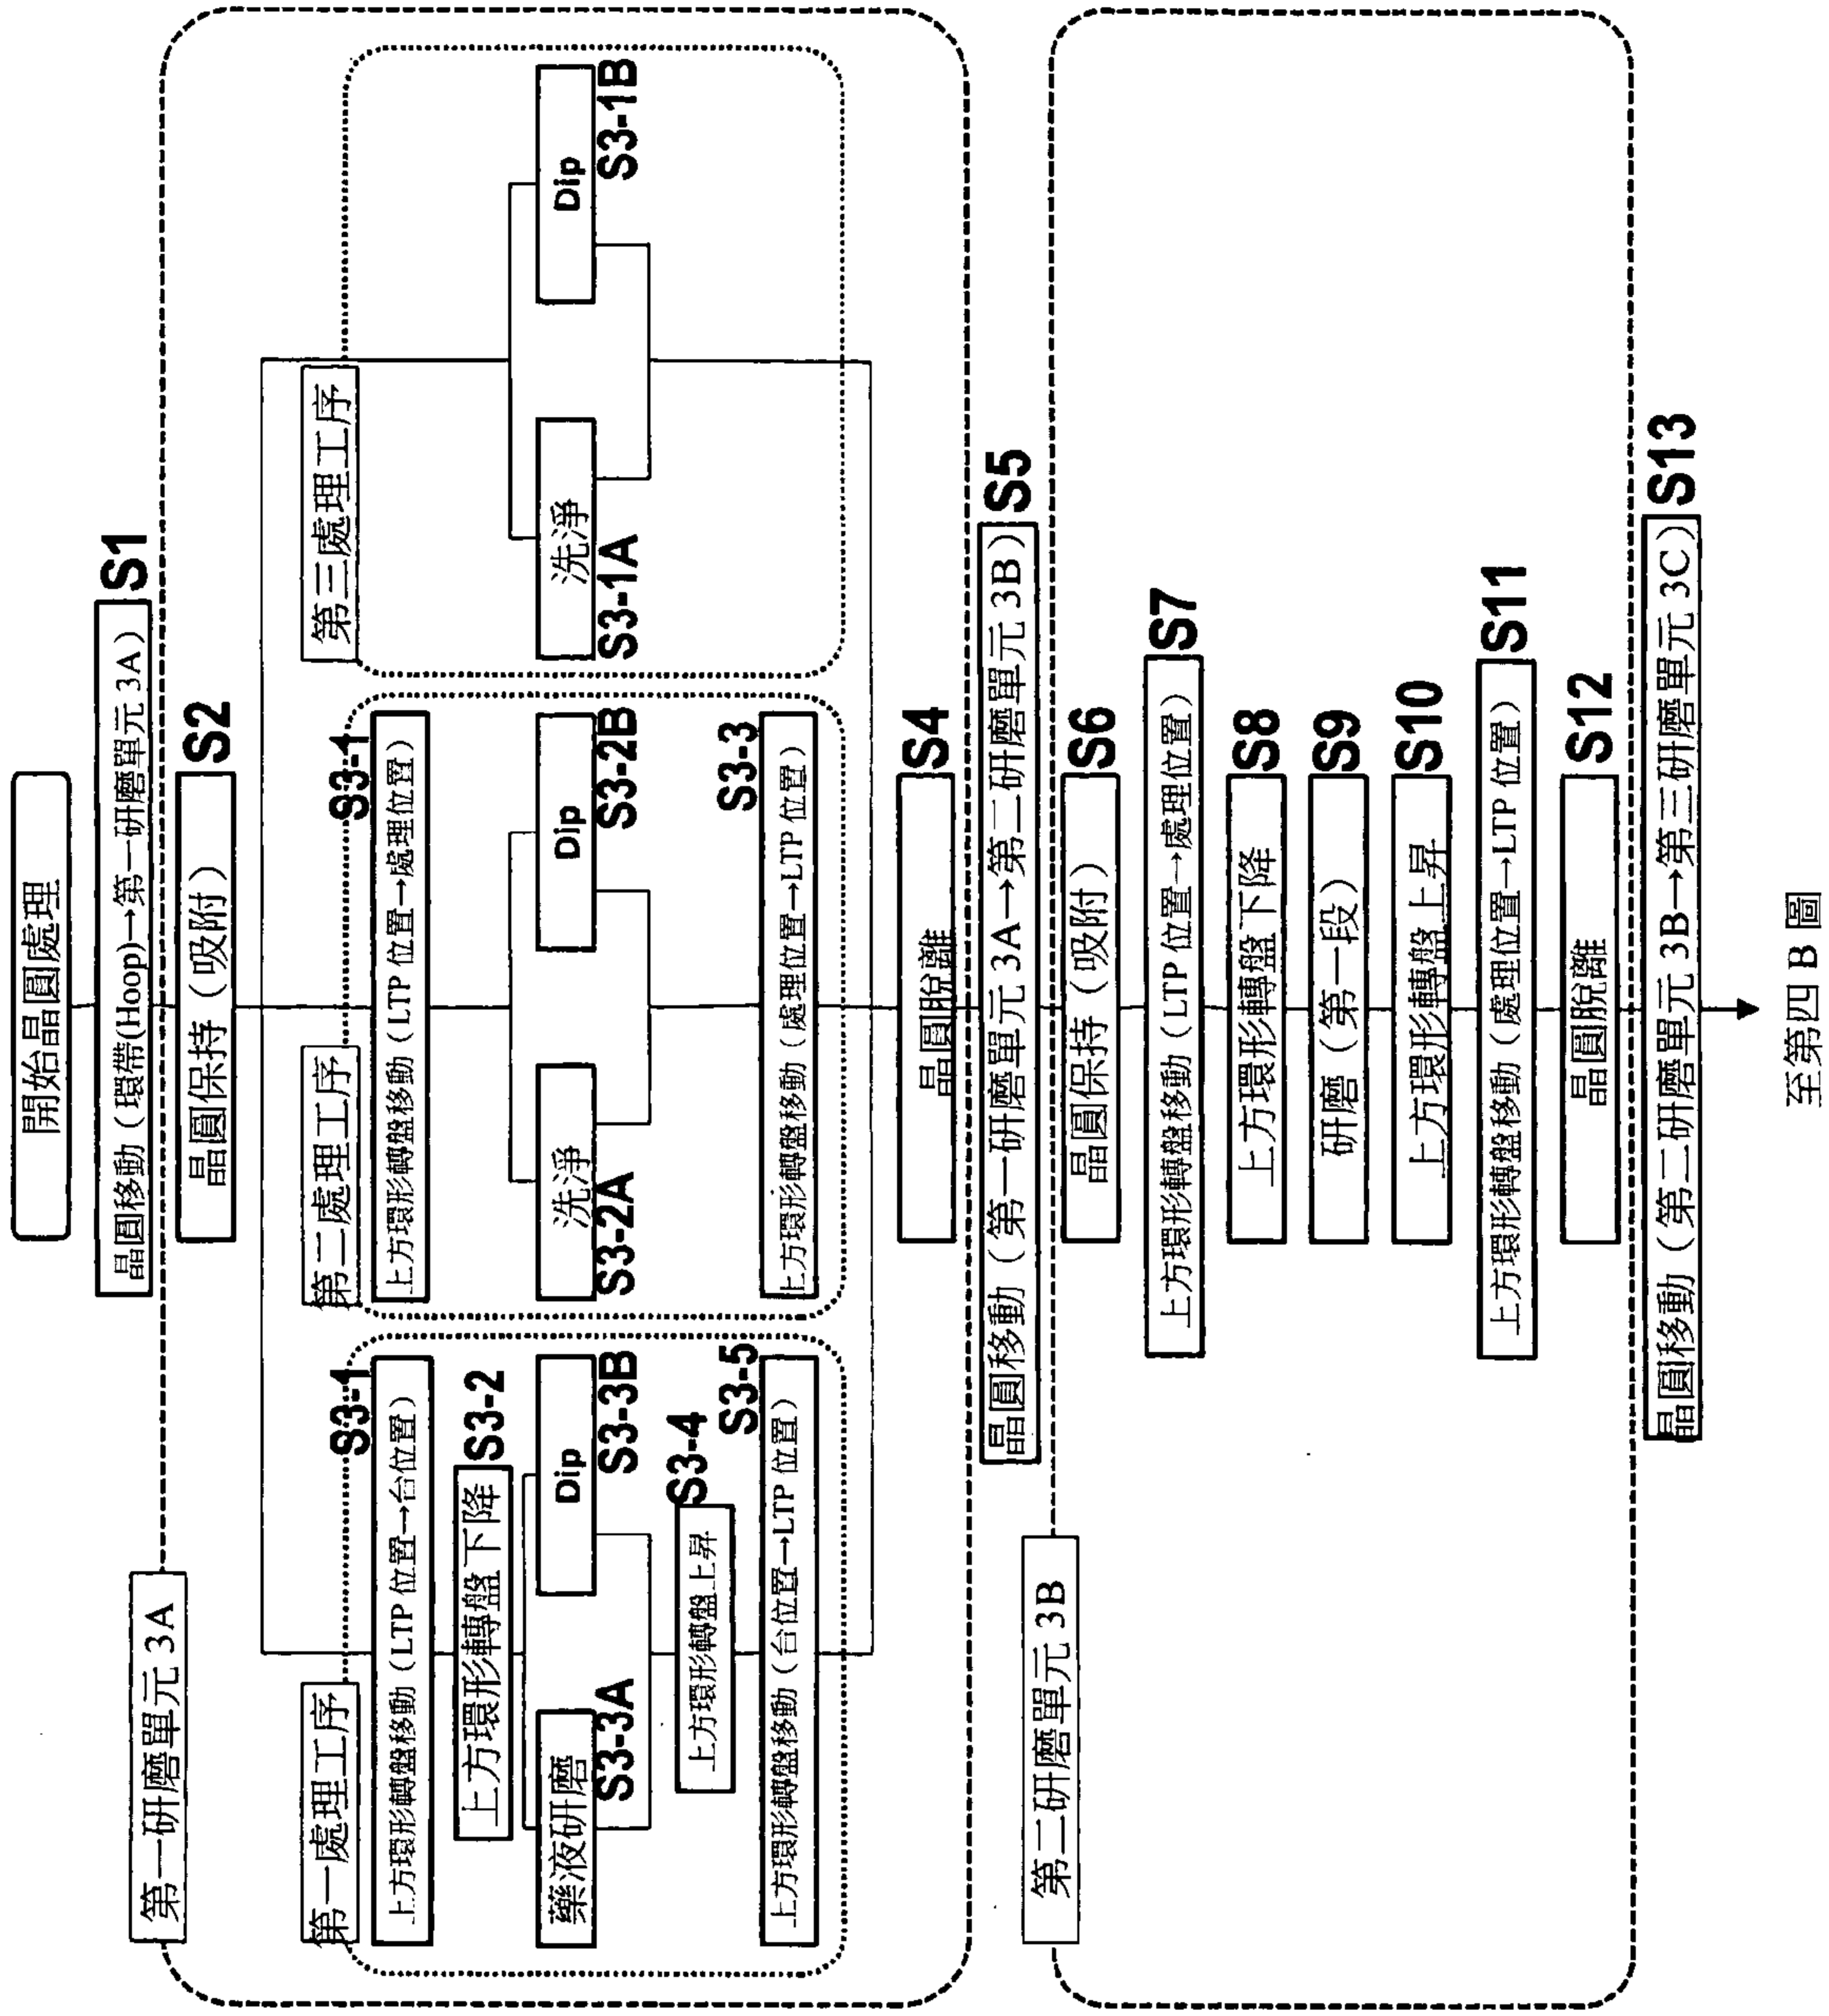 開始晶圓處理
晶圓移動（環帶(Hoop)→第一研磨單元 3A） S1
第一研磨單元 3A
晶圓保持（吸附） S2
第一處理工序
上方環形轉盤移動（LTP 位置→台位置） S3-1
上方環形轉盤下降 S3-2
藥液研磨 S3-3A
Dip S3-3B
上方環形轉盤上昇 S3-4
上方環形轉盤移動（台位置→LTP 位置） S3-5
第二處理工序
上方環形轉盤移動（LTP 位置→處理位置） S3-1
洗淨 S3-2A
Dip S3-2B
上方環形轉盤移動（處理位置→LTP 位置） S3-3
第三處理工序
洗淨 S3-1A
Dip S3-1B
晶圓脫離 S4
晶圓移動（第一研磨單元 3A→第二研磨單元 3B） S5
第二研磨單元 3B
晶圓保持（吸附） S6
上方環形轉盤移動（LTP 位置→處理位置） S7
上方環形轉盤下降 S8
研磨（第一段） S9
上方環形轉盤上昇 S10
上方環形轉盤移動（處理位置→LTP 位置） S11
晶圓脫離 S12
晶圓移動（第二研磨單元 3B→第三研磨單元 3C） S13
至第四 B 圖